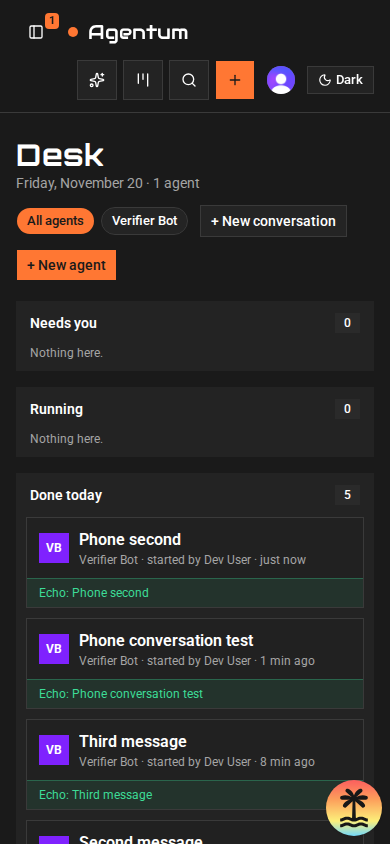 1
Agentum
Dark
Desk
Friday, November 20 · 1 agent
All agents
Verifier Bot
+ New conversation
+ New agent
Needs you
0
Nothing here.
Running
0
Nothing here.
Done today
5
VB
Phone second
Verifier Bot · started by Dev User · just now
Echo: Phone second
VB
Phone conversation test
Verifier Bot · started by Dev User · 1 min ago
Echo: Phone conversation test
VB
Third message
Verifier Bot · started by Dev User · 8 min ago
Echo: Third message
Second message